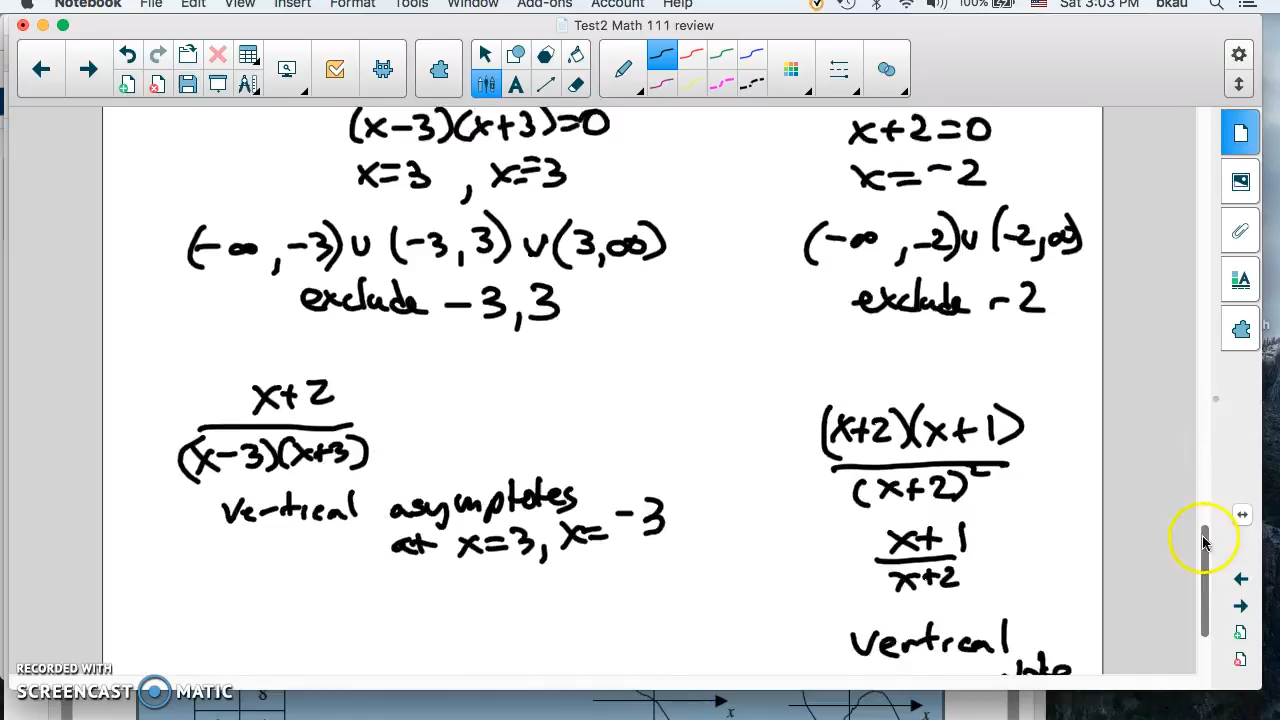 Notebook File Edit View Insert Format Tools Window Add-ons Account Help 100% Sat 3:03 PM bkau
Test2 Math 111 review
(x-3)(x+3)=0
x=3 , x=-3
(-∞,-3)∪(-3,3)∪(3,∞)
exclude -3,3
x+2
(x-3)(x+3)
vertical asymptotes
at x=3, x=-3
x+2=0
x=-2
(-∞,-2)∪(-2,∞)
exclude -2
(x+2)(x+1)
(x+2)²
x+1
x+2
vertical
RECORDED WITH
SCREENCAST MATIC
8
x
x